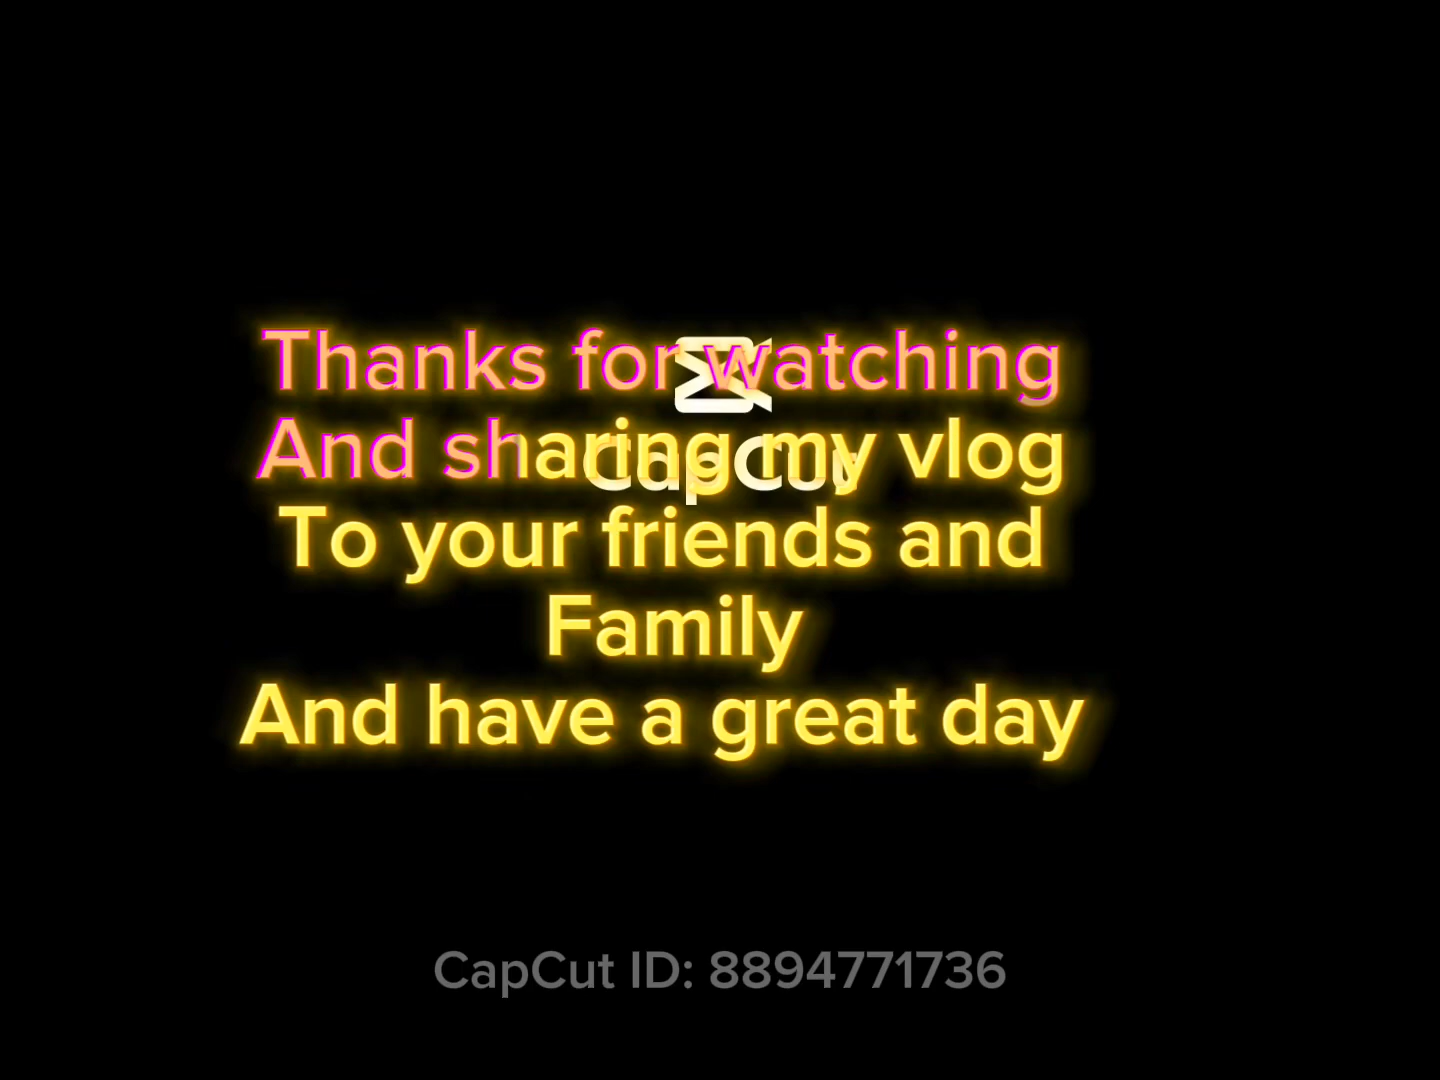 Thanks for watching
And sharing my vlog
CapCut
To your friends and
Family
And have a great day
CapCut ID: 8894771736